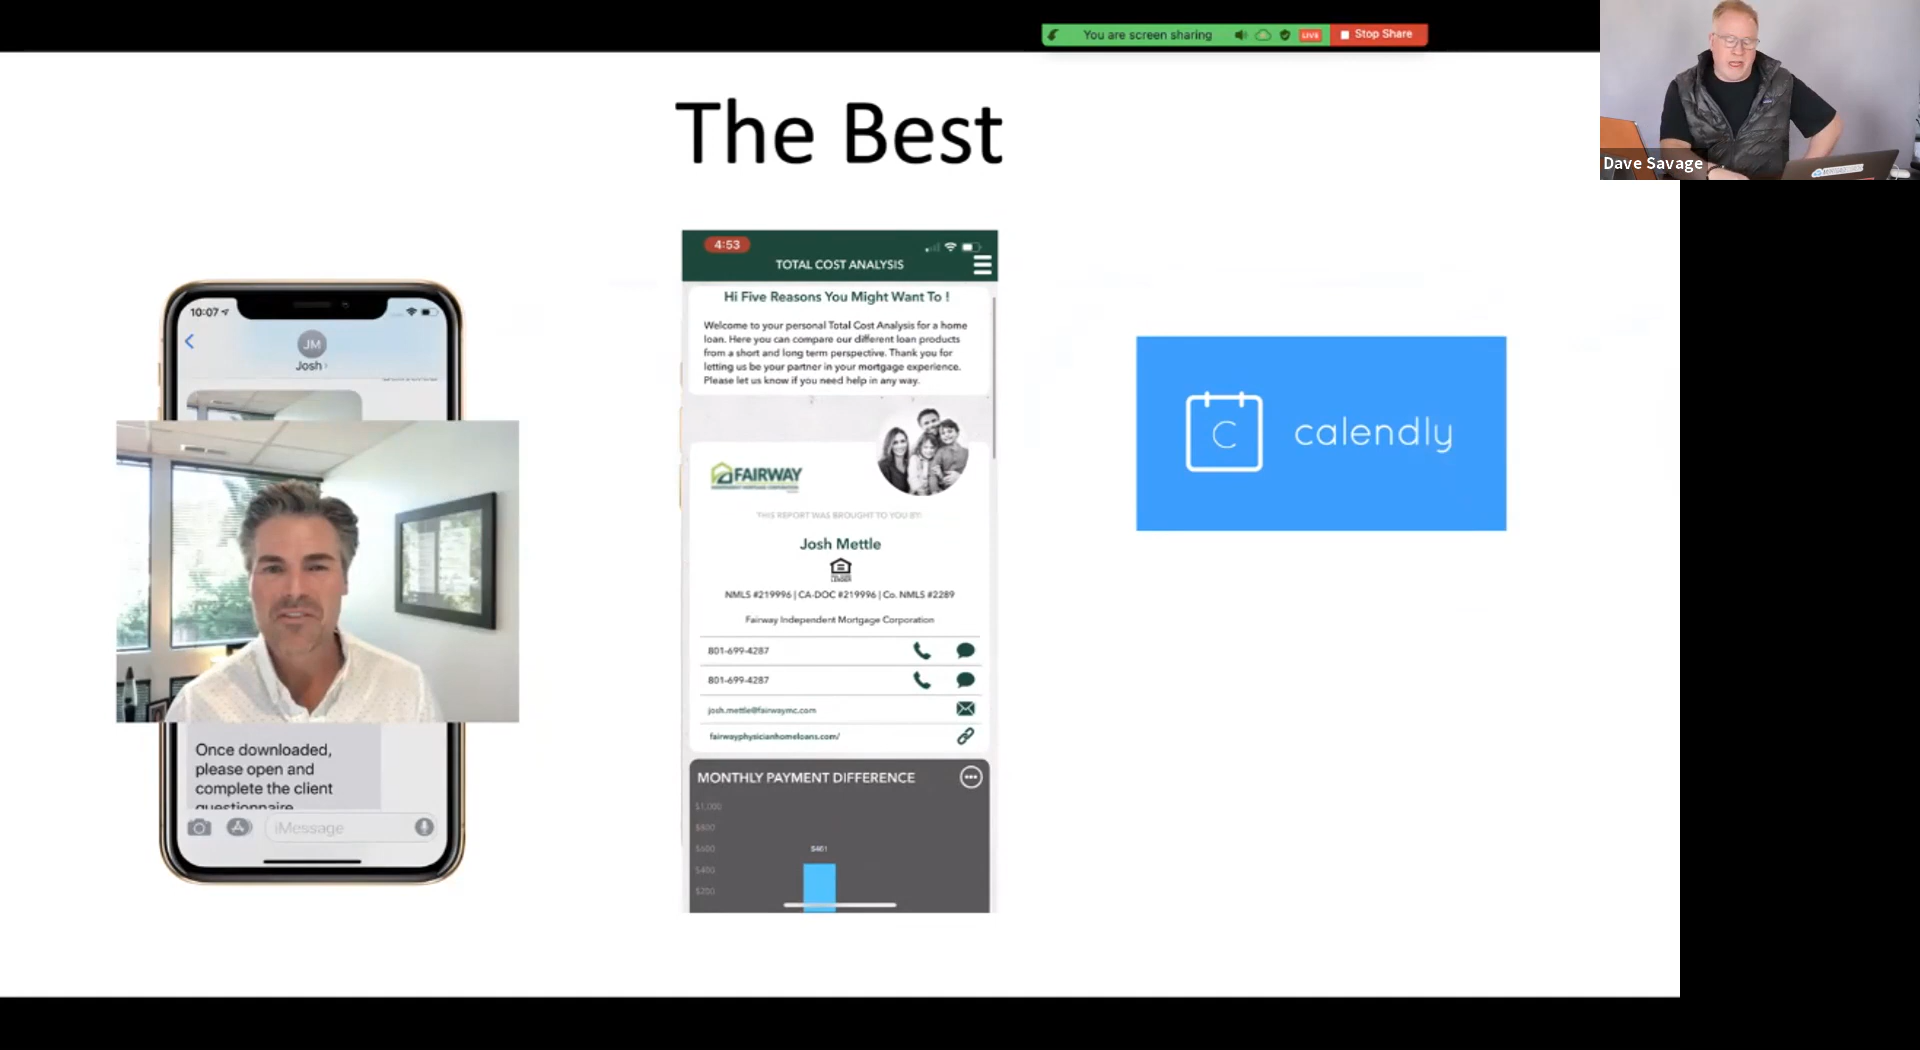 You are screen sharing
LIVE
Stop Share
Dave Savage
The Best
10:07
JM
Josh
Once downloaded,
please open and
complete the client
questionnaire
iMessage
4:53
TOTAL COST ANALYSIS
Hi Five Reasons You Might Want To !
Welcome to your personal Total Cost Analysis for a home
loan. Here you can compare our different loan products
from a short and long term perspective. Thank you for
letting us be your partner in your mortgage experience.
Please let us know if you need help in any way.
FAIRWAY
INDEPENDENT MORTGAGE CORPORATION
THIS REPORT WAS BROUGHT TO YOU BY:
Josh Mettle
NMLS #219996 | CA-DOC #219996 | Co. NMLS #2289
Fairway Independent Mortgage Corporation
801-699-4287
801-699-4287
josh.mettle@fairwaymc.com
fairwayphysicianhomeloans.com/
MONTHLY PAYMENT DIFFERENCE
$1,000
$800
$600
$461
$400
$200
C
calendly